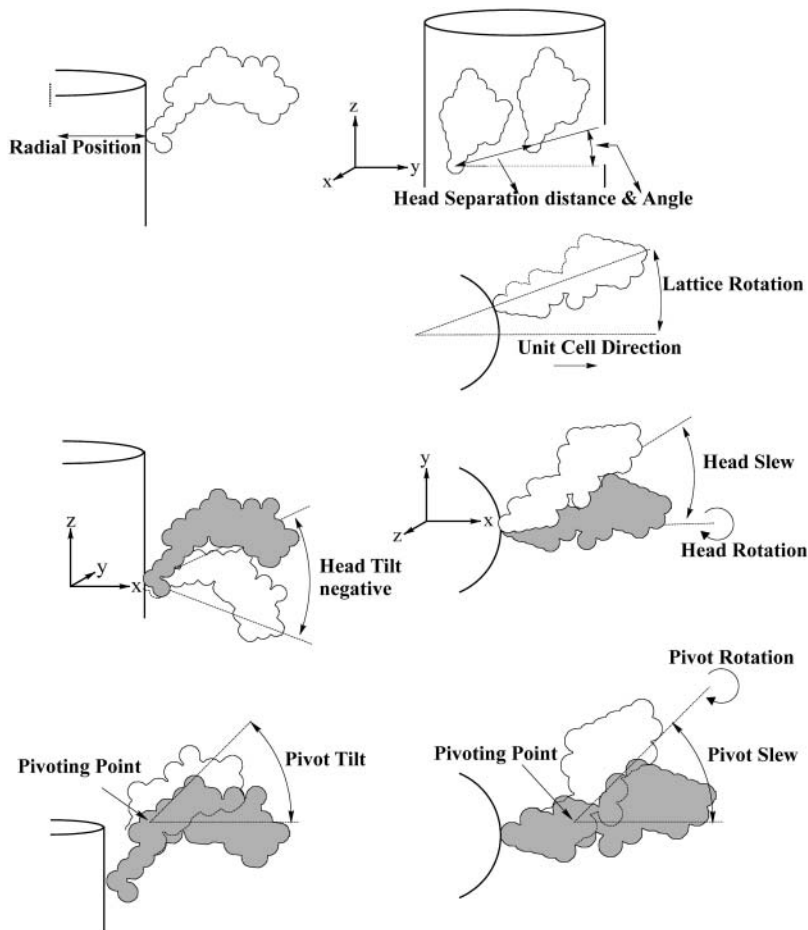 Radial Position
z
y
x
Head Separation distance & Angle
Lattice Rotation
Unit Cell Direction
z
y
x
Head Tilt
negative
y
x
z
Head Slew
Head Rotation
Pivoting Point
Pivot Tilt
Pivot Rotation
Pivoting Point
Pivot Slew